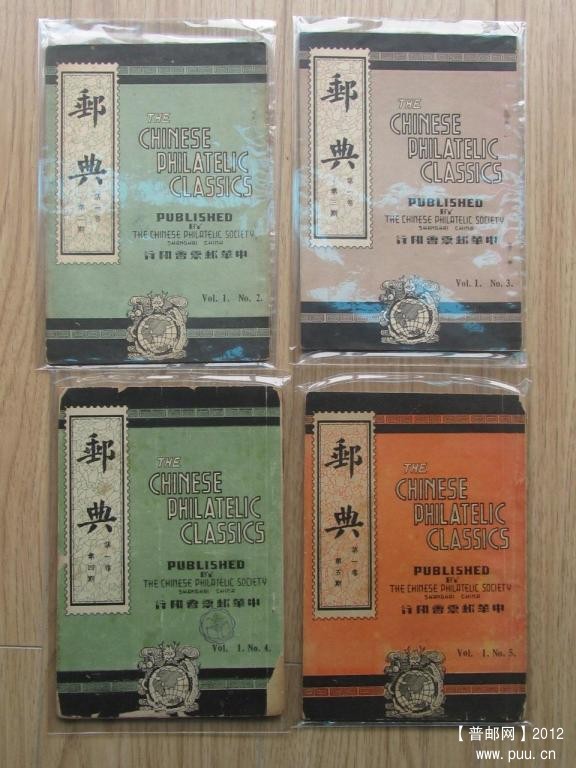 郵典
第一卷
第二期
THE
CHINESE
PHILATELIC
CLASSICS
PUBLISHED
BY
THE CHINESE PHILATELIC SOCIETY
SHANGHAI CHINA
行印會票郵華中
Vol. 1. No. 2.
郵典
第一卷
第三期
THE
CHINESE
PHILATELIC
CLASSICS
PUBLISHED
BY
THE CHINESE PHILATELIC SOCIETY
SHANGHAI CHINA
行印會票郵華中
Vol. 1. No. 3.
郵典
第一卷
第四期
THE
CHINESE
PHILATELIC
CLASSICS
PUBLISHED
BY
THE CHINESE PHILATELIC SOCIETY
SHANGHAI CHINA
行印會票郵華中
Vol. 1. No. 4.
郵典
第一卷
第五期
THE
CHINESE
PHILATELIC
CLASSICS
PUBLISHED
BY
THE CHINESE PHILATELIC SOCIETY
SHANGHAI CHINA
行印會票郵華中
Vol. 1. No. 5.
【普邮网】2012
www.puu.cn